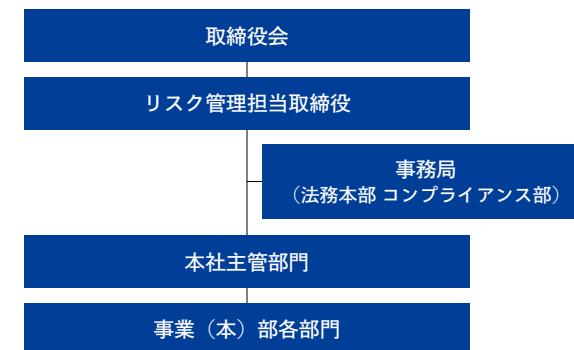 取締役会
リスク管理担当取締役
事務局
（法務本部 コンプライアンス部）
本社主管部門
事業（本）部各部門